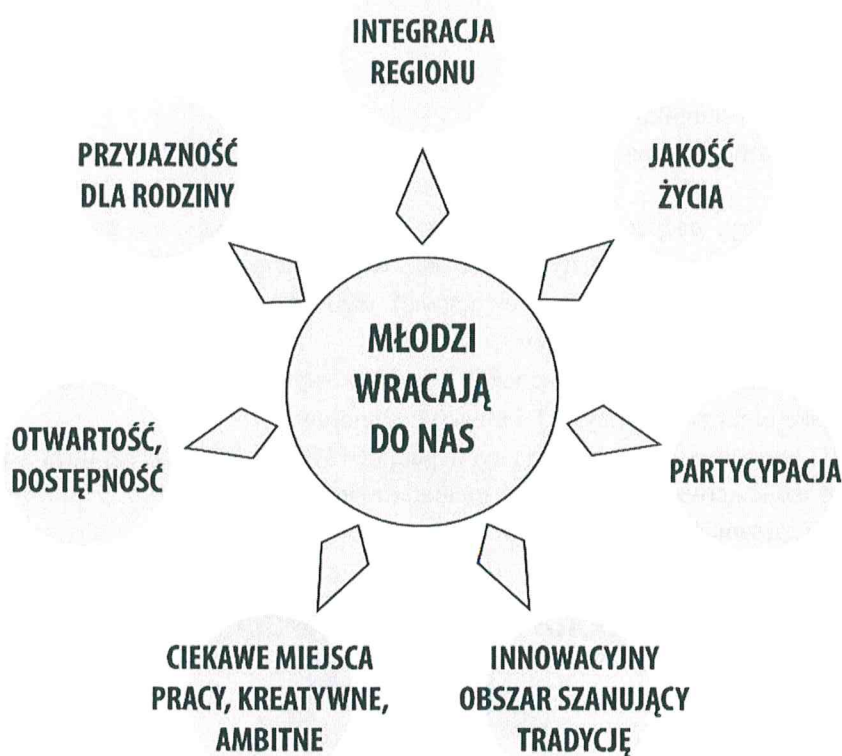 INTEGRACJA
REGIONU
PRZYJAZNOŚĆ
DLA RODZINY
JAKOŚĆ
ŻYCIA
MŁODZI
WRACAJĄ
DO NAS
OTWARTOŚĆ,
DOSTĘPNOŚĆ
PARTYCYPACJA
CIEKAWE MIEJSCA
PRACY, KREATYWNE,
AMBITNE
INNOWACYJNY
OBSZAR SZANUJĄCY
TRADYCJĘ